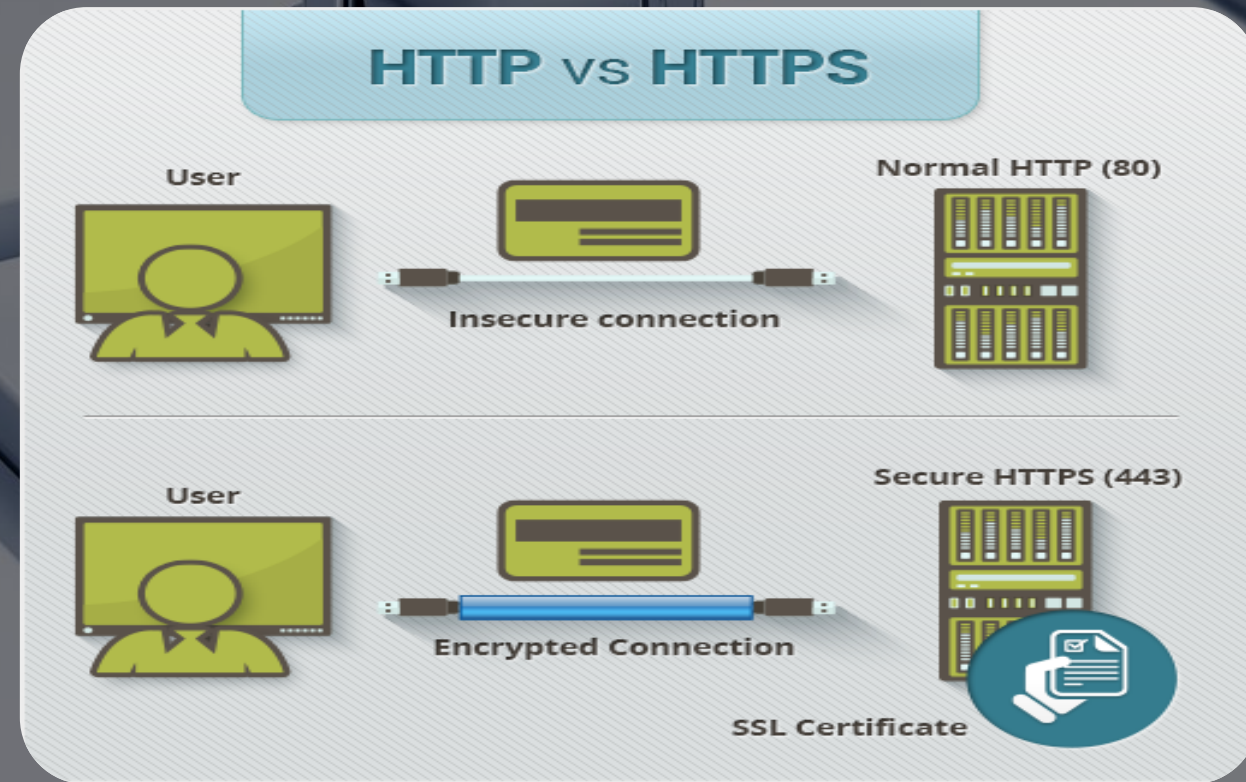 HTTP vs HTTPS
User
Normal HTTP (80)
Insecure connection
User
Secure HTTPS (443)
Encrypted Connection
SSL Certificate